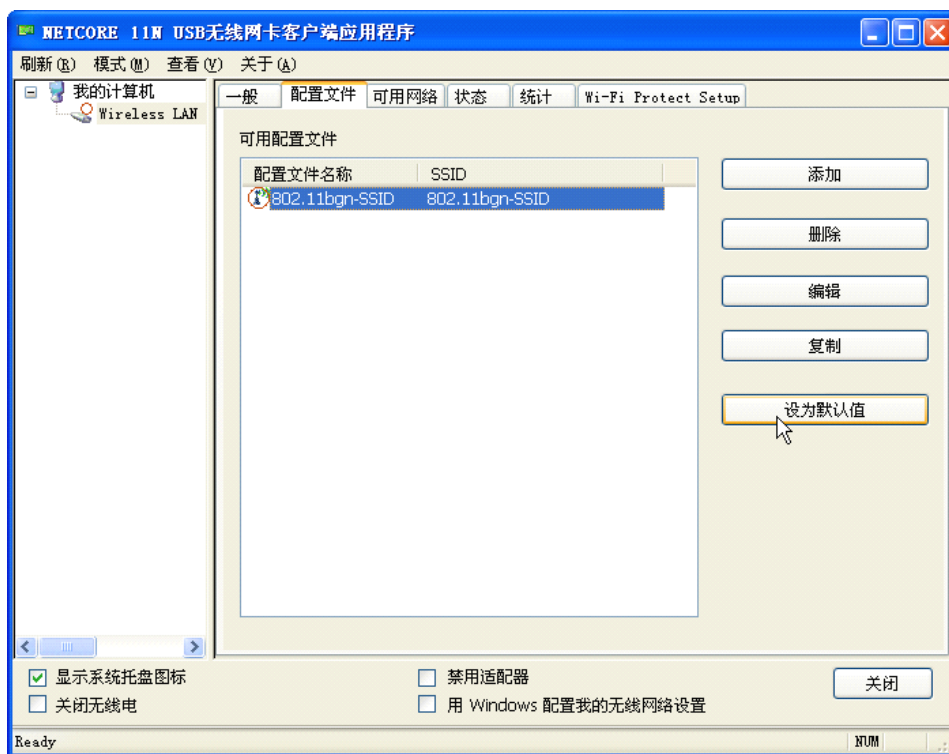 NETCORE 11N USB无线网卡客户端应用程序
刷新(R) 模式(M) 查看(V) 关于(A)
我的计算机
Wireless LAN
一般 配置文件 可用网络 状态 统计 Wi-Fi Protect Setup
可用配置文件
配置文件名称 SSID
802.11bgn-SSID 802.11bgn-SSID
添加
删除
编辑
复制
设为默认值
显示系统托盘图标 禁用适配器
关闭无线电 用 Windows 配置我的无线网络设置
关闭
Ready NUM